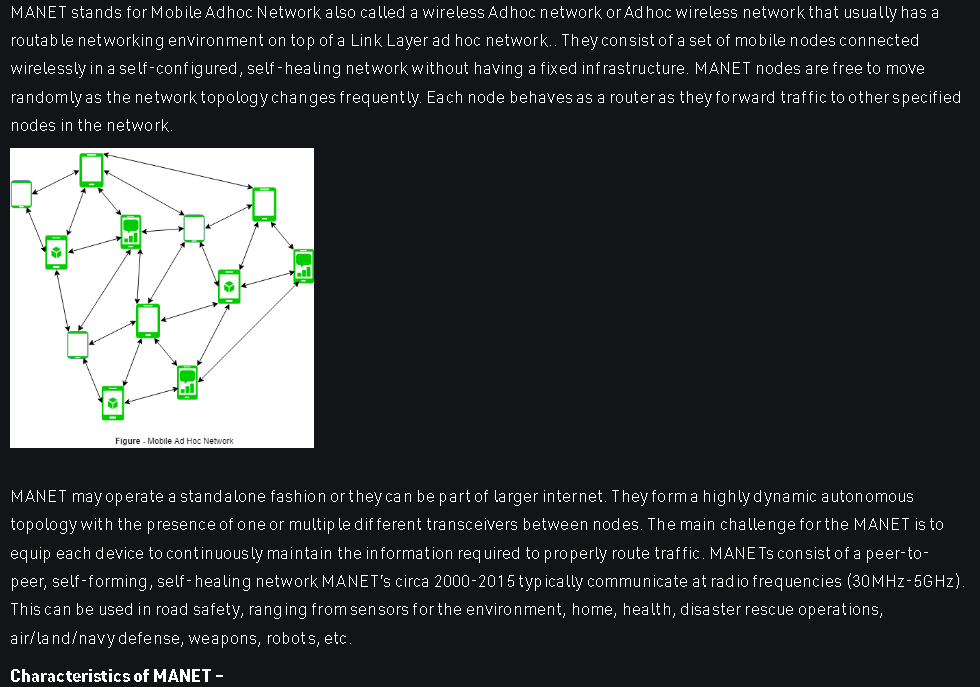 MANET stands for Mobile Adhoc Network also called a wireless Adhoc network or Adhoc wireless network that usually has a
routable networking environment on top of a Link Layer ad hoc network.. They consist of a set of mobile nodes connected
wirelessly in a self-configured, self-healing network without having a fixed infrastructure. MANET nodes are free to move
randomly as the network topology changes frequently. Each node behaves as a router as they forward traffic to other specified
nodes in the network.
Figure - Mobile Ad Hoc Network
MANET may operate a standalone fashion or they can be part of larger internet. They form a highly dynamic autonomous
topology with the presence of one or multiple different transceivers between nodes. The main challenge for the MANET is to
equip each device to continuously maintain the information required to properly route traffic. MANETs consist of a peer-to-
peer, self-forming, self-healing network MANET's circa 2000-2015 typically communicate at radio frequencies (30MHz-5GHz).
This can be used in road safety, ranging from sensors for the environment, home, health, disaster rescue operations,
air/land/navy defense, weapons, robots, etc.
Characteristics of MANET –